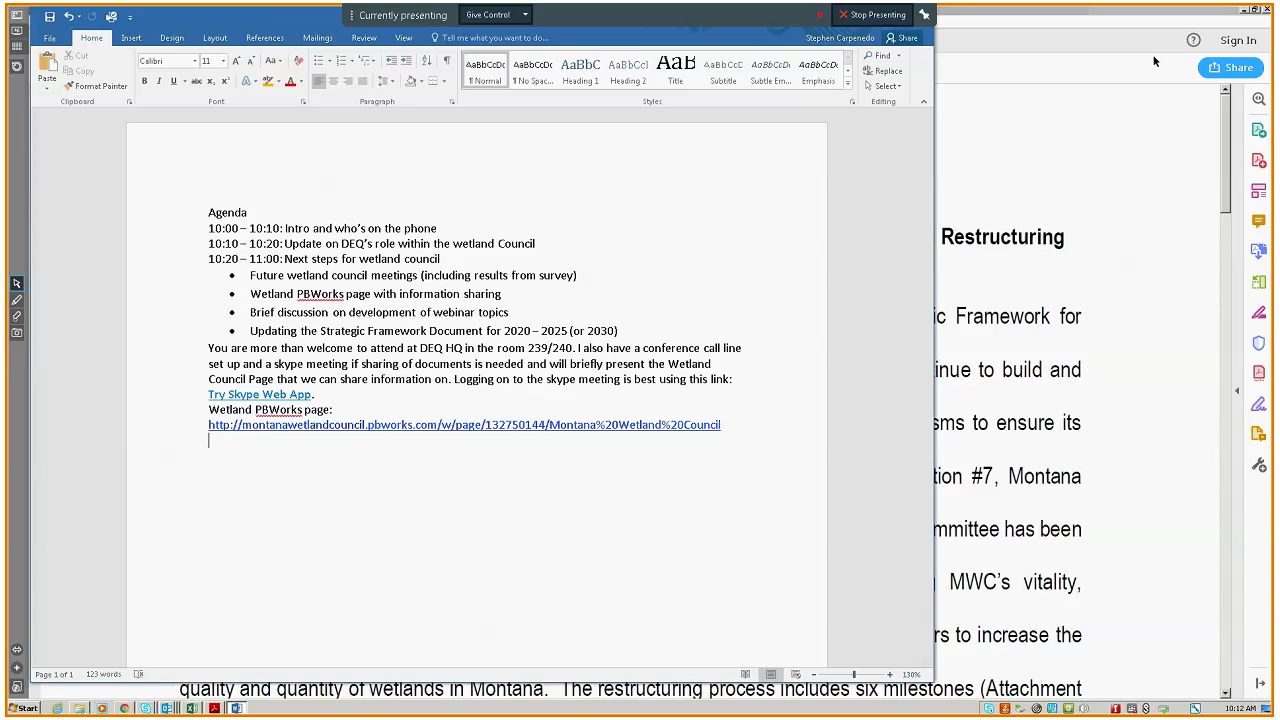 Currently presenting
Give Control
Stop Presenting
File Home Insert Design Layout References Mailings Review View Tell me what you want to do... Stephen Carpenedo Share
Sign In
Share
Paste
Cut
Copy
Format Painter
Clipboard
Calibri 11
Font
Paragraph
AaBbCcDc AaBbCcDc AaBbC AaBbCcI AaB AaBbCcC AaBbCcDc AaBbCcDc
¶ Normal ¶ No Spac... Heading 1 Heading 2 Title Subtitle Subtle Em... Emphasis
Styles
Find
Replace
Select
Editing
Agenda
10:00 – 10:10: Intro and who's on the phone
10:10 – 10:20: Update on DEQ's role within the wetland Council
10:20 – 11:00: Next steps for wetland council
• Future wetland council meetings (including results from survey)
• Wetland PBWorks page with information sharing
• Brief discussion on development of webinar topics
• Updating the Strategic Framework Document for 2020 – 2025 (or 2030)
You are more than welcome to attend at DEQ HQ in the room 239/240. I also have a conference call line
set up and a skype meeting if sharing of documents is needed and will briefly present the Wetland
Council Page that we can share information on. Logging on to the skype meeting is best using this link:
Try Skype Web App.
Wetland PBWorks page:
http://montanawetlandcouncil.pbworks.com/w/page/132750144/Montana%20Wetland%20Council
Restructuring
ic Framework for
tinue to build and
sms to ensure its
tion #7, Montana
mmittee has been
MWC's vitality,
rs to increase the
quality and quantity of wetlands in Montana. The restructuring process includes six milestones (Attachment
Page 1 of 1 123 words 130%
Start 10:12 AM